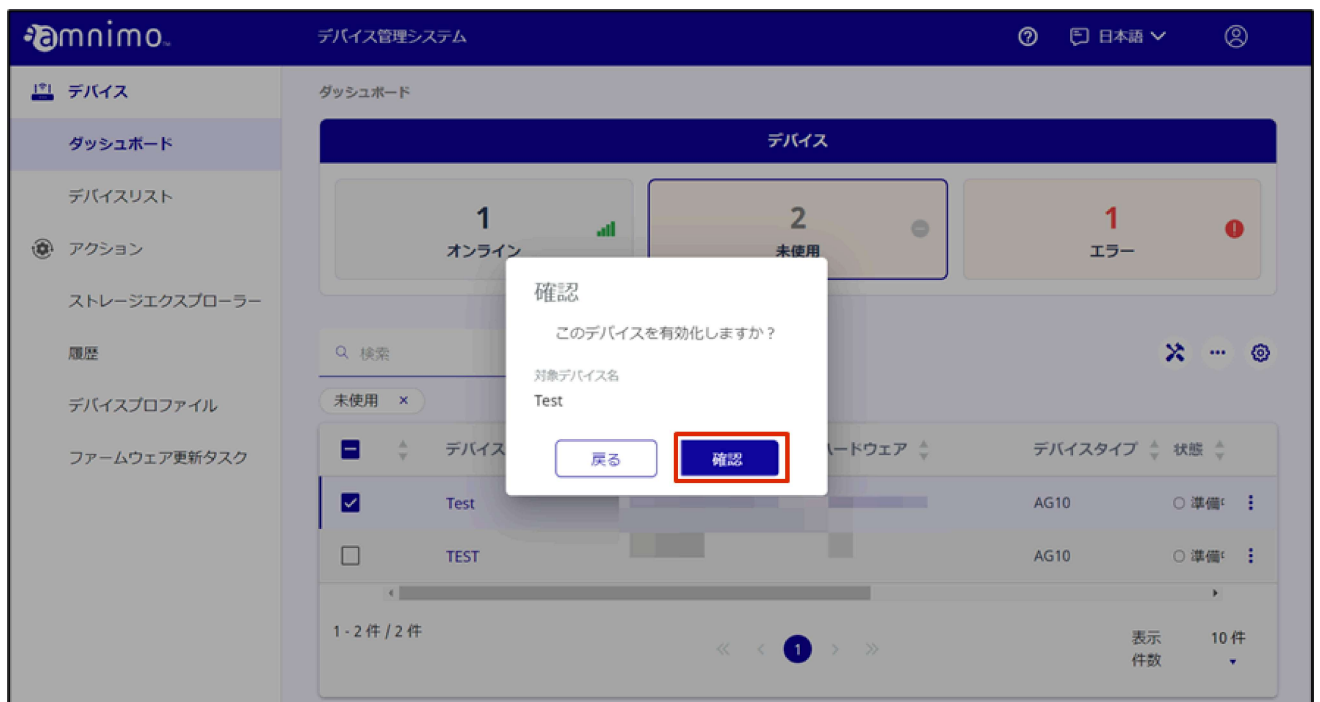 amnimo
デバイス管理システム
日本語
デバイス
ダッシュボード
ダッシュボード
デバイスリスト
アクション
ストレージエクスプローラー
履歴
デバイスプロファイル
ファームウェア更新タスク
デバイス
1
オンライン
2
未使用
1
エラー
検索
未使用 ×
確認
このデバイスを有効化しますか？
対象デバイス名
Test
戻る
確認
デバイス
ードウェア
デバイスタイプ
状態
Test
AG10
準備
TEST
AG10
準備
1 - 2 件 / 2 件
« < 1 > »
表示
件数
10 件